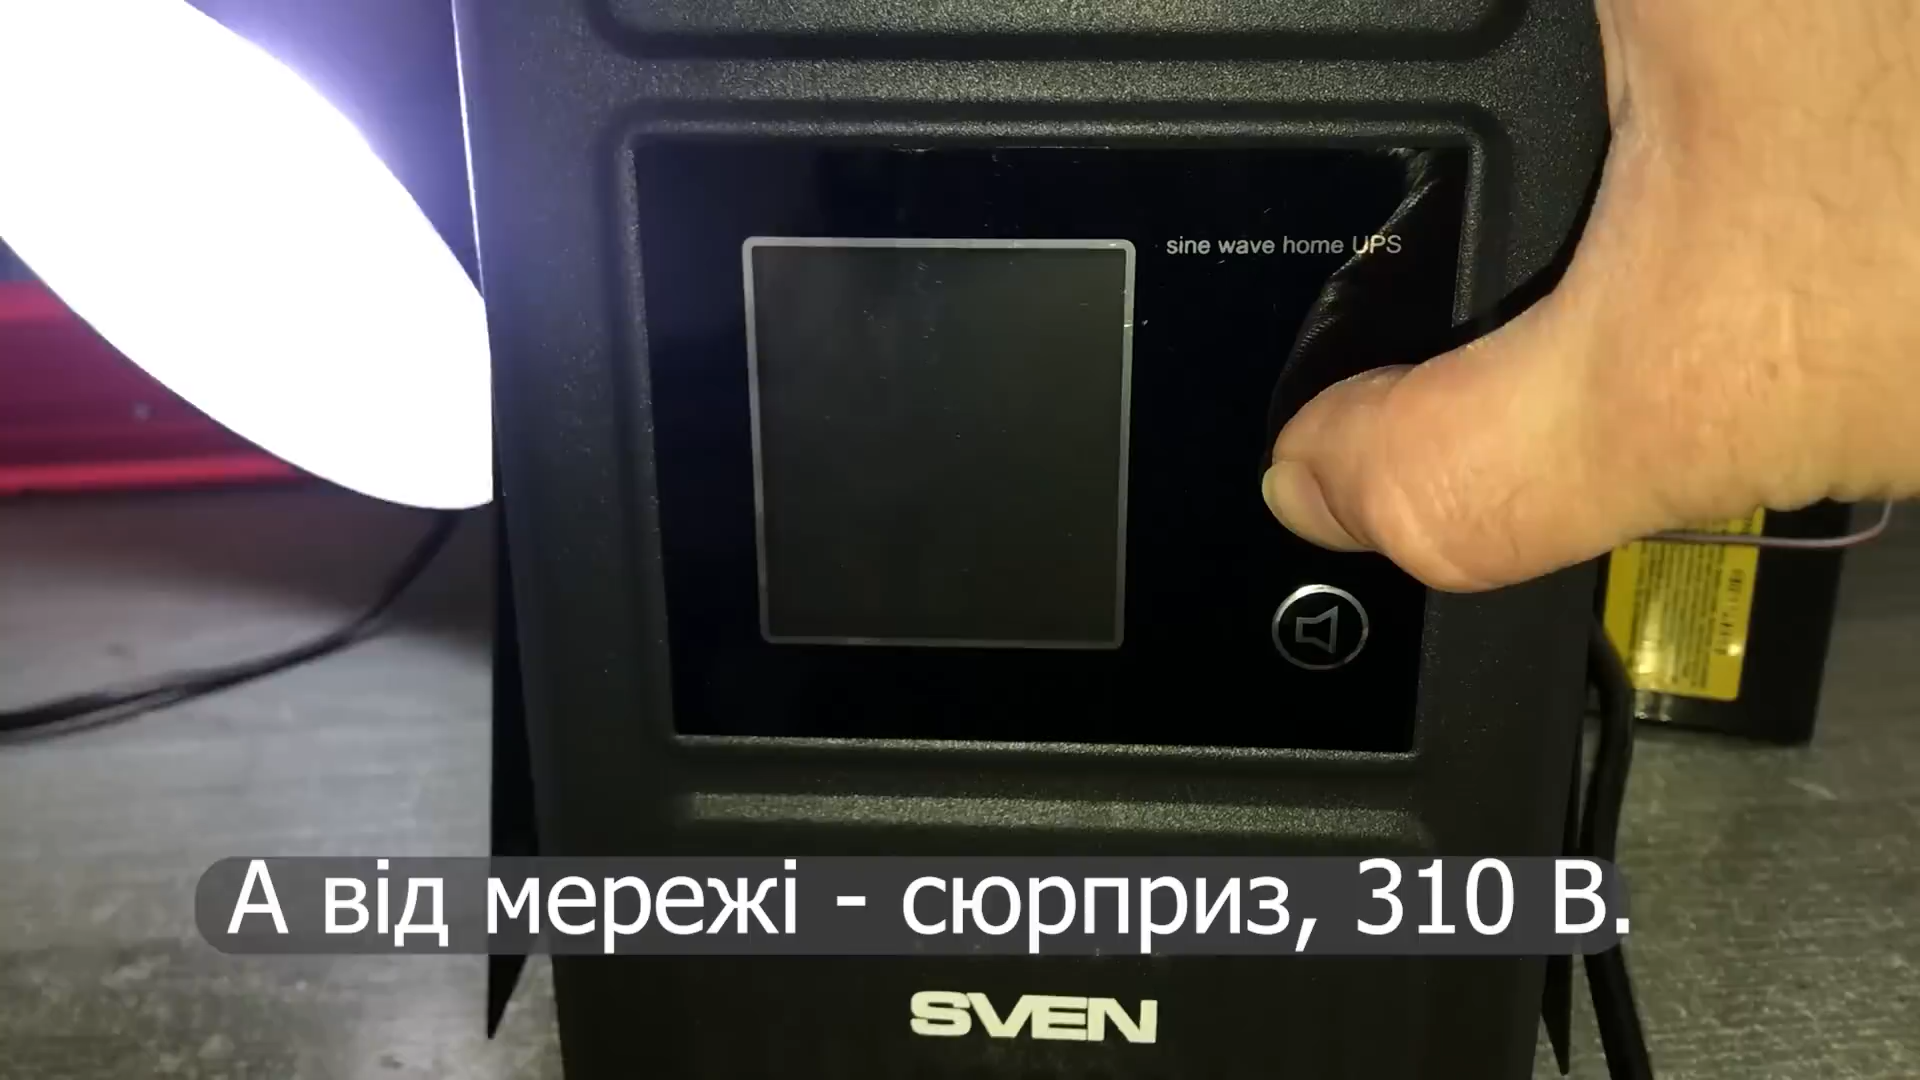 sine wave home UPS
А від мережі - сюрприз, 310 В.
SVEN